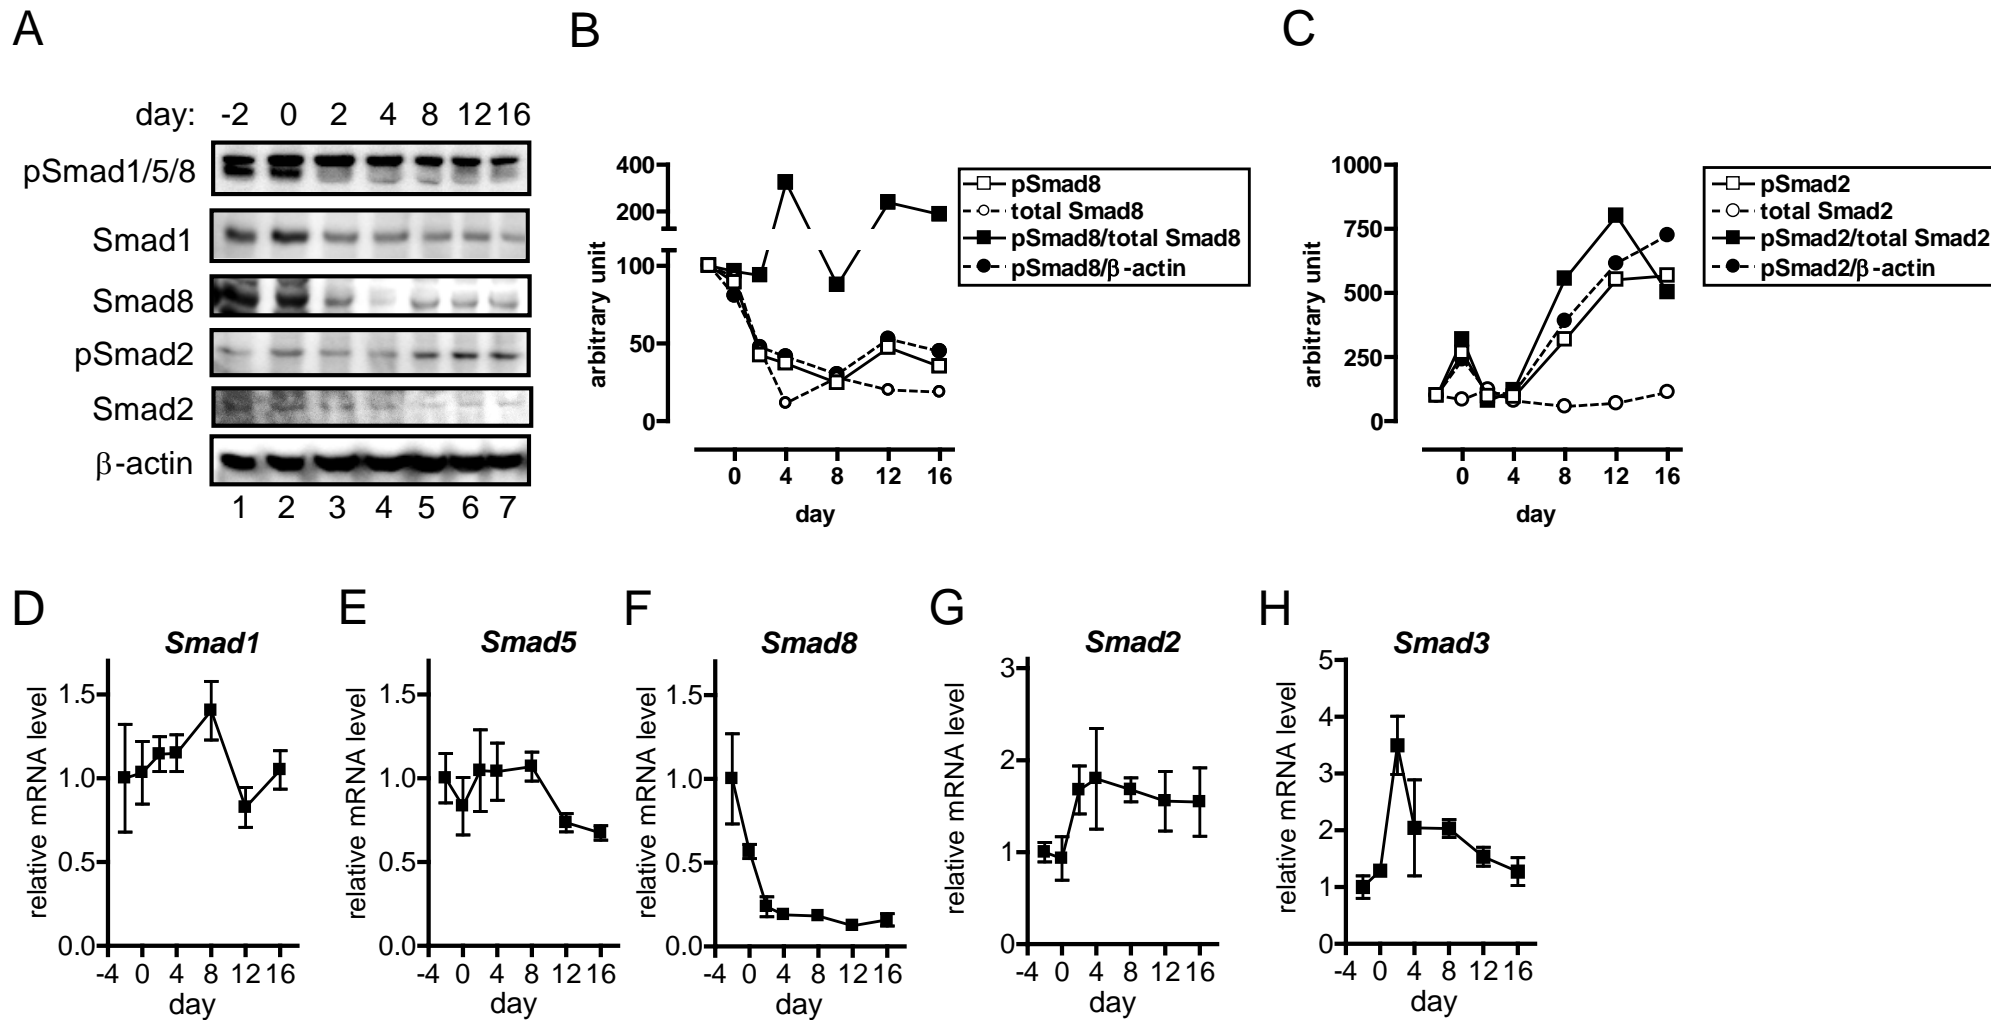 A
day: -2 0 2 4 8 12 16
pSmad1/5/8
Smad1
Smad8
pSmad2
Smad2
β-actin
1 2 3 4 5 6 7
B
400
200
100
50
0
arbitrary unit
0 4 8 12 16
day
pSmad8
total Smad8
pSmad8/total Smad8
pSmad8/β-actin
C
1000
750
500
250
0
arbitrary unit
0 4 8 12 16
day
pSmad2
total Smad2
pSmad2/total Smad2
pSmad2/β-actin
D
Smad1
relative mRNA level
1.5
1.0
0.5
0.0
-4 0 4 8 12 16
day
E
Smad5
relative mRNA level
1.5
1.0
0.5
0.0
-4 0 4 8 12 16
day
F
Smad8
relative mRNA level
1.5
1.0
0.5
0.0
-4 0 4 8 12 16
day
G
Smad2
relative mRNA level
3
2
1
0
-4 0 4 8 12 16
day
H
Smad3
relative mRNA level
5
4
3
2
1
0
-4 0 4 8 12 16
day